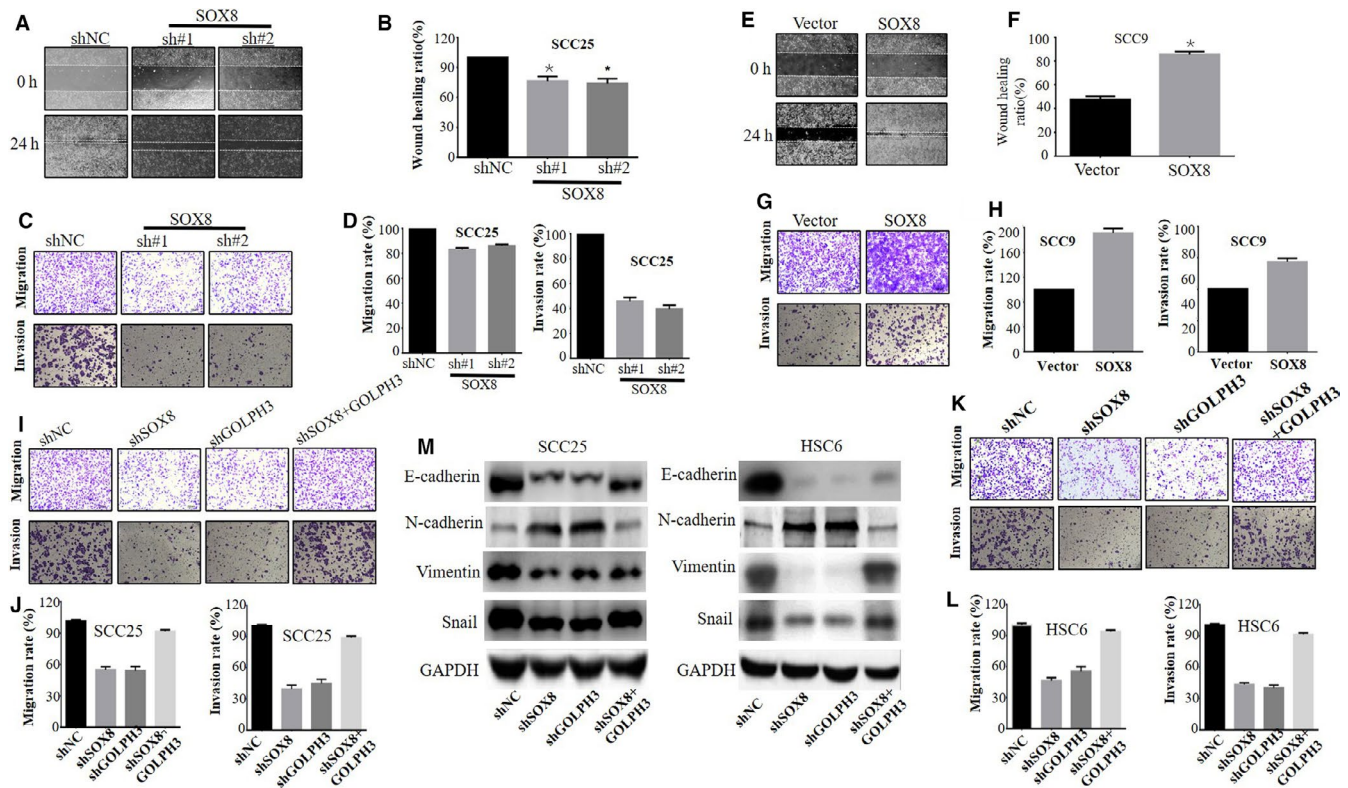 A
SOX8
shNC sh#1 sh#2
0 h
24 h
B
Wound healing ratio(%)
SCC25
120
90
60
30
0
* *
shNC sh#1 sh#2
SOX8
C
SOX8
shNC sh#1 sh#2
Migration
Invasion
D
Migration rate (%)
SCC25
100
80
60
40
20
0
shNC sh#1 sh#2
SOX8
Invasion rate (%)
SCC25
100
80
60
40
20
0
shNC sh#1 sh#2
SOX8
E
Vector SOX8
0 h
24 h
F
Wound healing
ratio(%)
SCC9
100
80
60
40
20
0
*
Vector SOX8
G
Vector SOX8
Migration
Invasion
H
Migration rate (%)
SCC9
200
160
120
80
40
0
Vector SOX8
Invasion rate (%)
SCC9
100
80
60
40
20
0
Vector SOX8
I
shNC shSOX8 shGOLPH3 shSOX8+GOLPH3
Migration
Invasion
J
Migration rate (%)
SCC25
120
90
60
30
0
shNC shSOX8 shGOLPH3 shSOX8+
GOLPH3
Invasion rate (%)
SCC25
120
90
60
30
0
shNC shSOX8 shGOLPH3 shSOX8+
GOLPH3
M
SCC25
E-cadherin
N-cadherin
Vimentin
Snail
GAPDH
shNC shSOX8 shGOLPH3 shSOX8+
GOLPH3
HSC6
E-cadherin
N-cadherin
Vimentin
Snail
GAPDH
shNC shSOX8 shGOLPH3 shSOX8+
GOLPH3
K
shNC shSOX8 shGOLPH3 shSOX8
+GOLPH3
Migration
Invasion
L
Migration rate (%)
HSC6
120
90
60
30
0
shNC shSOX8 shGOLPH3 shSOX8+
GOLPH3
Invasion rate (%)
HSC6
120
90
60
30
0
shNC shSOX8 shGOLPH3 shSOX8+
GOLPH3